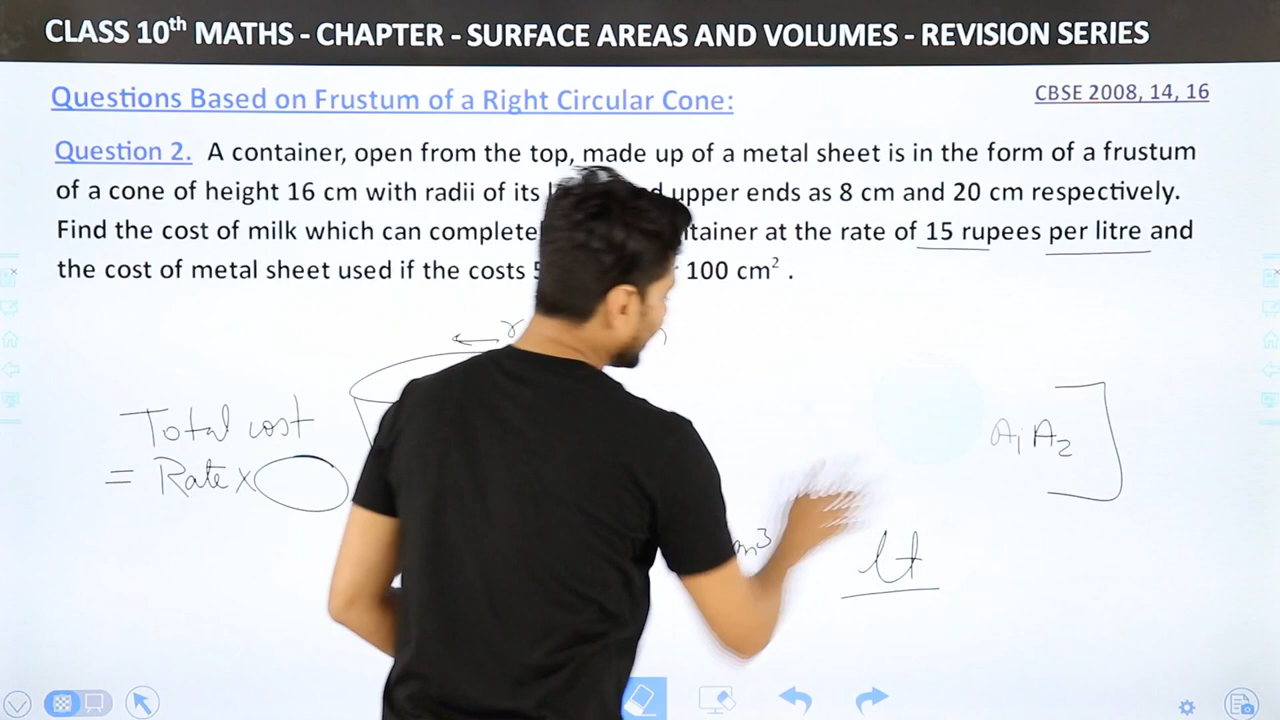 CLASS 10th MATHS - CHAPTER - SURFACE AREAS AND VOLUMES - REVISION SERIES
Questions Based on Frustum of a Right Circular Cone:
CBSE 2008, 14, 16
Question 2. A container, open from the top, made up of a metal sheet is in the form of a frustum
of a cone of height 16 cm with radii of its upper ends as 8 cm and 20 cm respectively.
Find the cost of milk which can at the rate of 15 rupees per litre and
the cost of metal sheet used if the costs 100 cm² .
Total cost
= Rate ×
A₁ A₂
lt